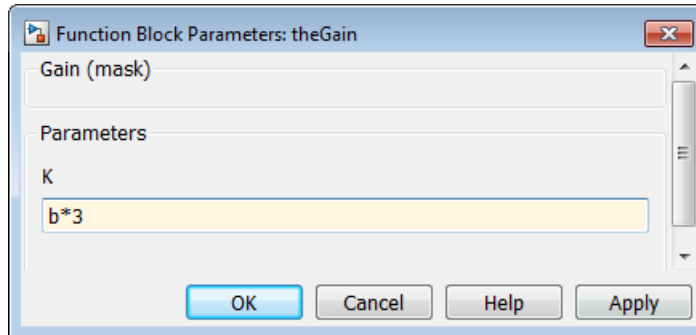 Function Block Parameters: theGain
Gain (mask)
Parameters
K
b*3
OK Cancel Help Apply